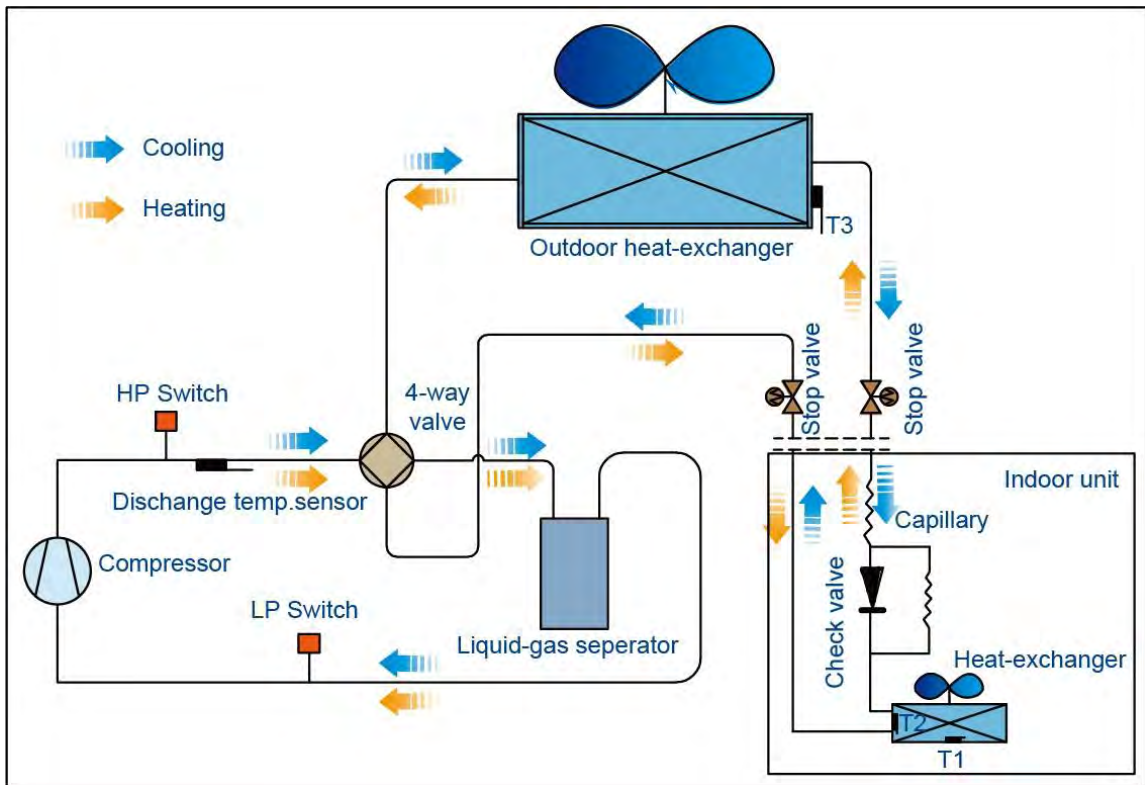 Cooling
Heating
T3
Outdoor heat-exchanger
Stop valve
Stop valve
HP Switch
4-way
valve
Dischange temp.sensor
Indoor unit
Capillary
Compressor
Check valve
LP Switch
Liquid-gas seperator
Heat-exchanger
T2
T1